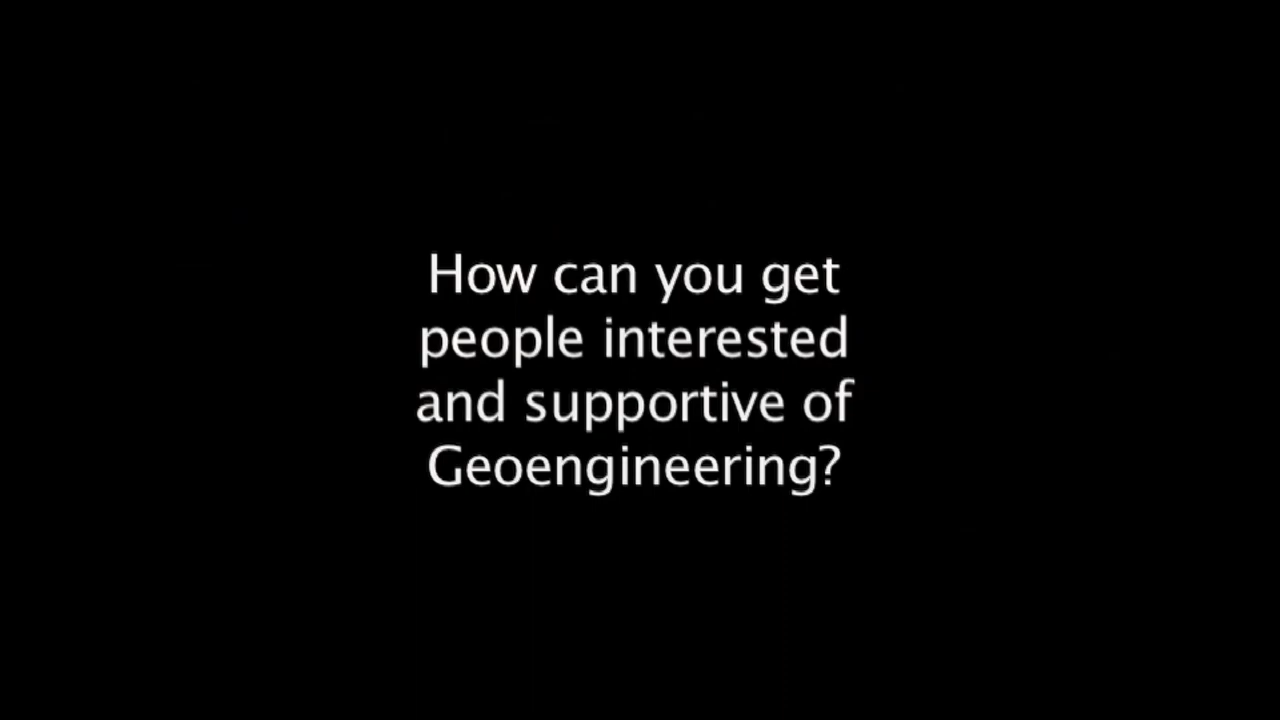 How can you get
people interested
and supportive of
Geoengineering?